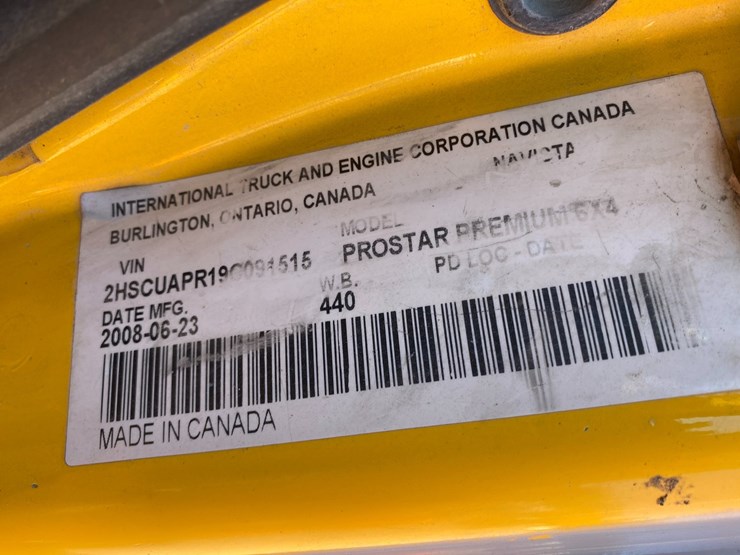 INTERNATIONAL TRUCK AND ENGINE CORPORATION CANADA
BURLINGTON, ONTARIO, CANADA
VIN MODEL
2HSCUAPR19C091515 PROSTAR PREMIUM 6X4
DATE MFG. W.B. PD LOC - DATE
2008-06-23 440
MADE IN CANADA